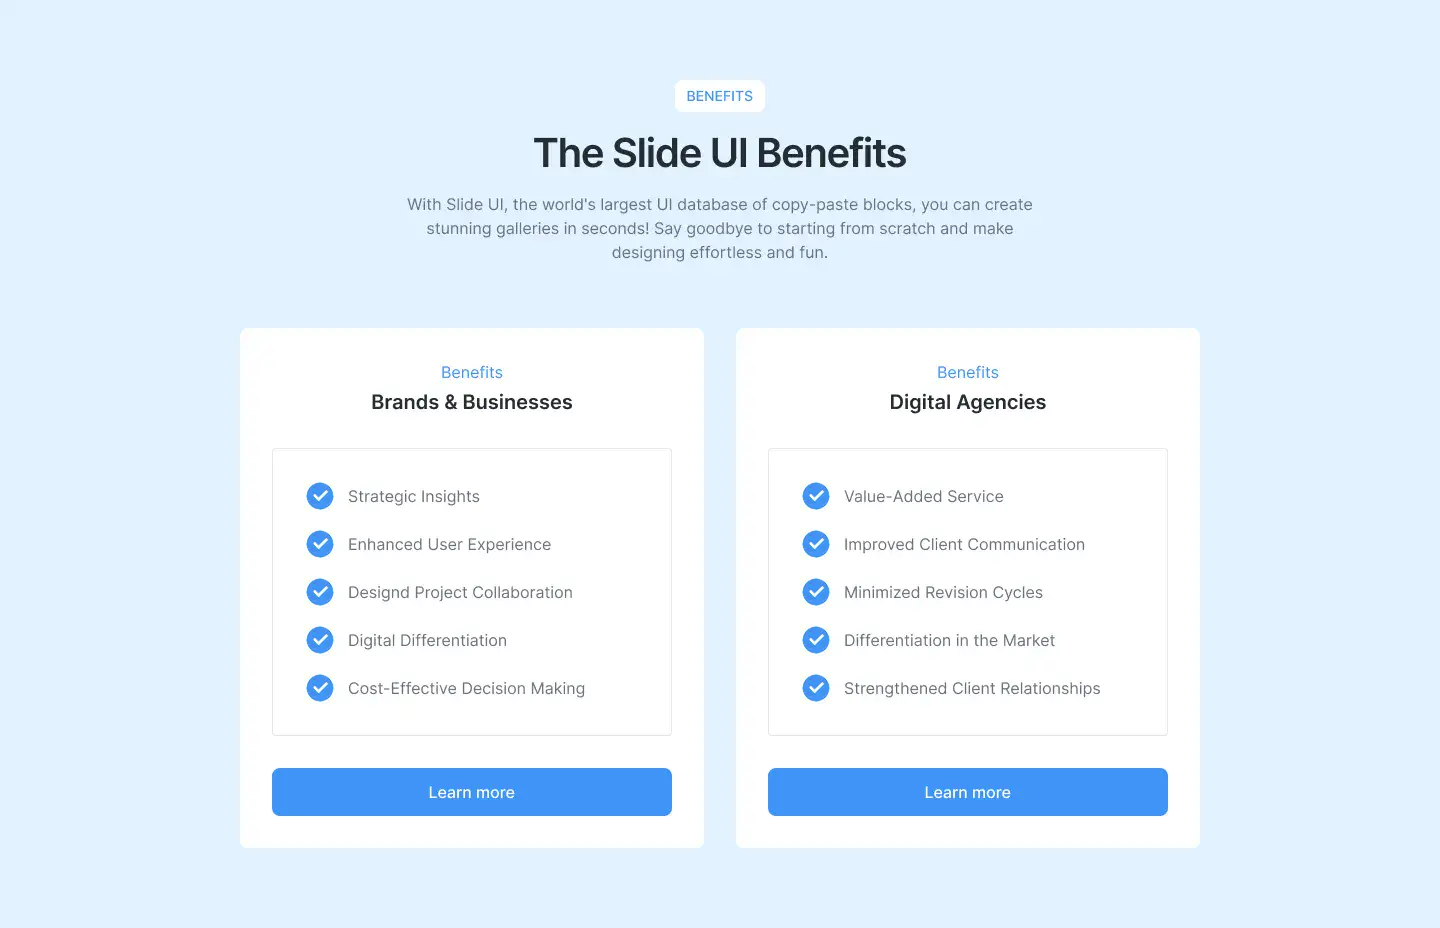 BENEFITS
The Slide UI Benefits
With Slide UI, the world's largest UI database of copy-paste blocks, you can create
stunning galleries in seconds! Say goodbye to starting from scratch and make
designing effortless and fun.
Benefits
Brands & Businesses
Strategic Insights
Enhanced User Experience
Designd Project Collaboration
Digital Differentiation
Cost-Effective Decision Making
Learn more
Benefits
Digital Agencies
Value-Added Service
Improved Client Communication
Minimized Revision Cycles
Differentiation in the Market
Strengthened Client Relationships
Learn more